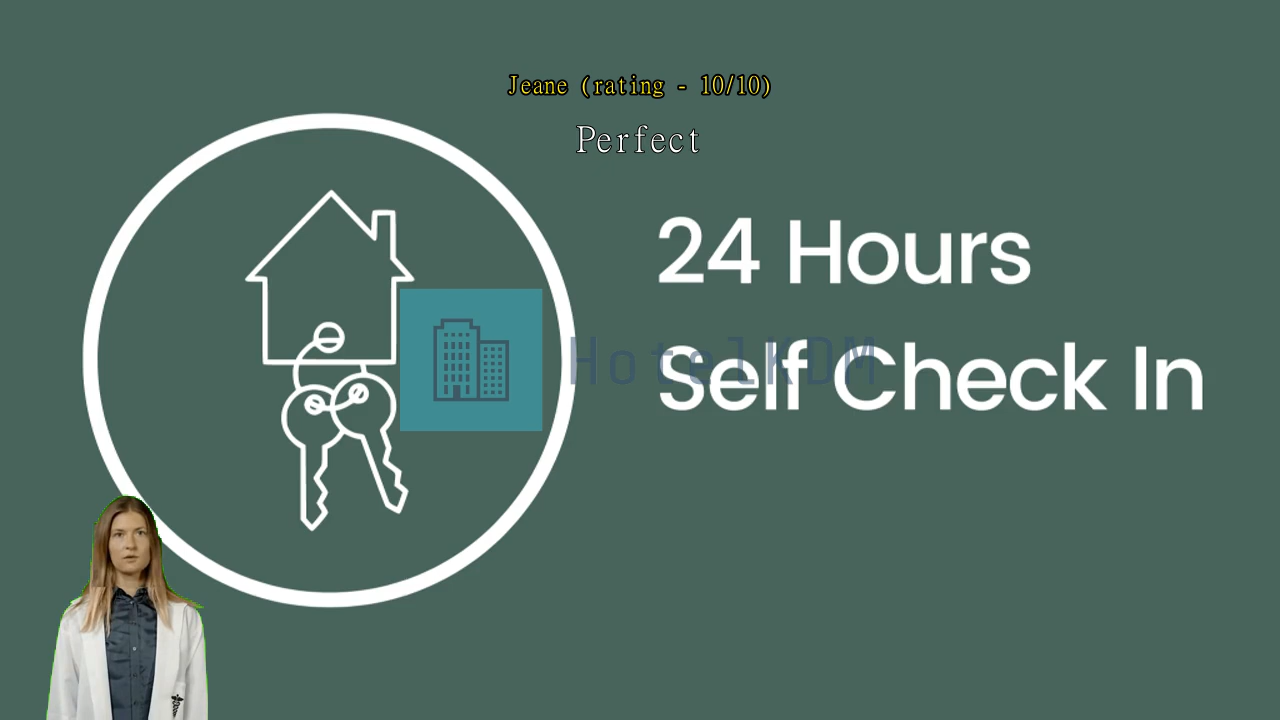 Jeane (rating - 10/10)
Perfect
24 Hours
HotelKDM
Self Check In